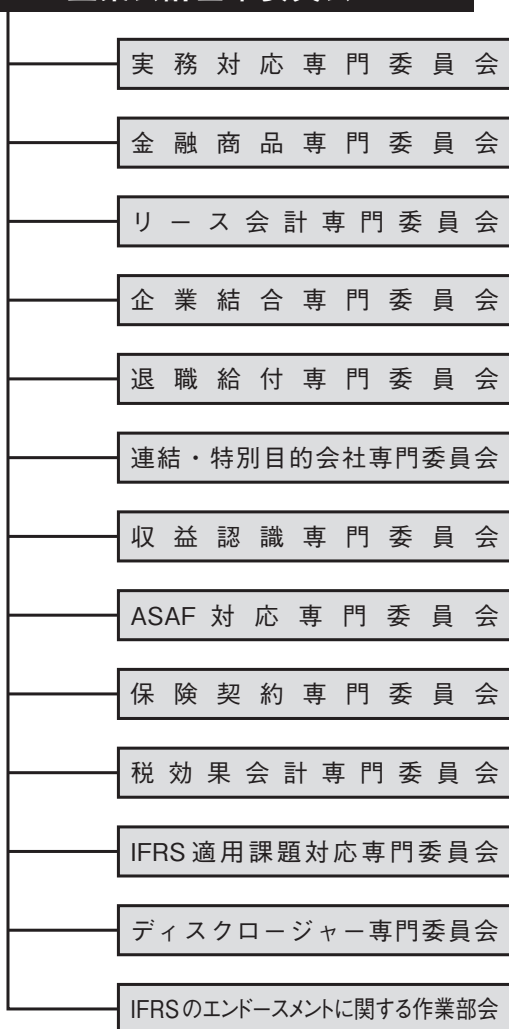 実務対応専門委員会
金融商品専門委員会
リース会計専門委員会
企業結合専門委員会
退職給付専門委員会
連結・特別目的会社専門委員会
収益認識専門委員会
ASAF対応専門委員会
保険契約専門委員会
税効果会計専門委員会
IFRS適用課題対応専門委員会
ディスクロージャー専門委員会
IFRSのエンドースメントに関する作業部会